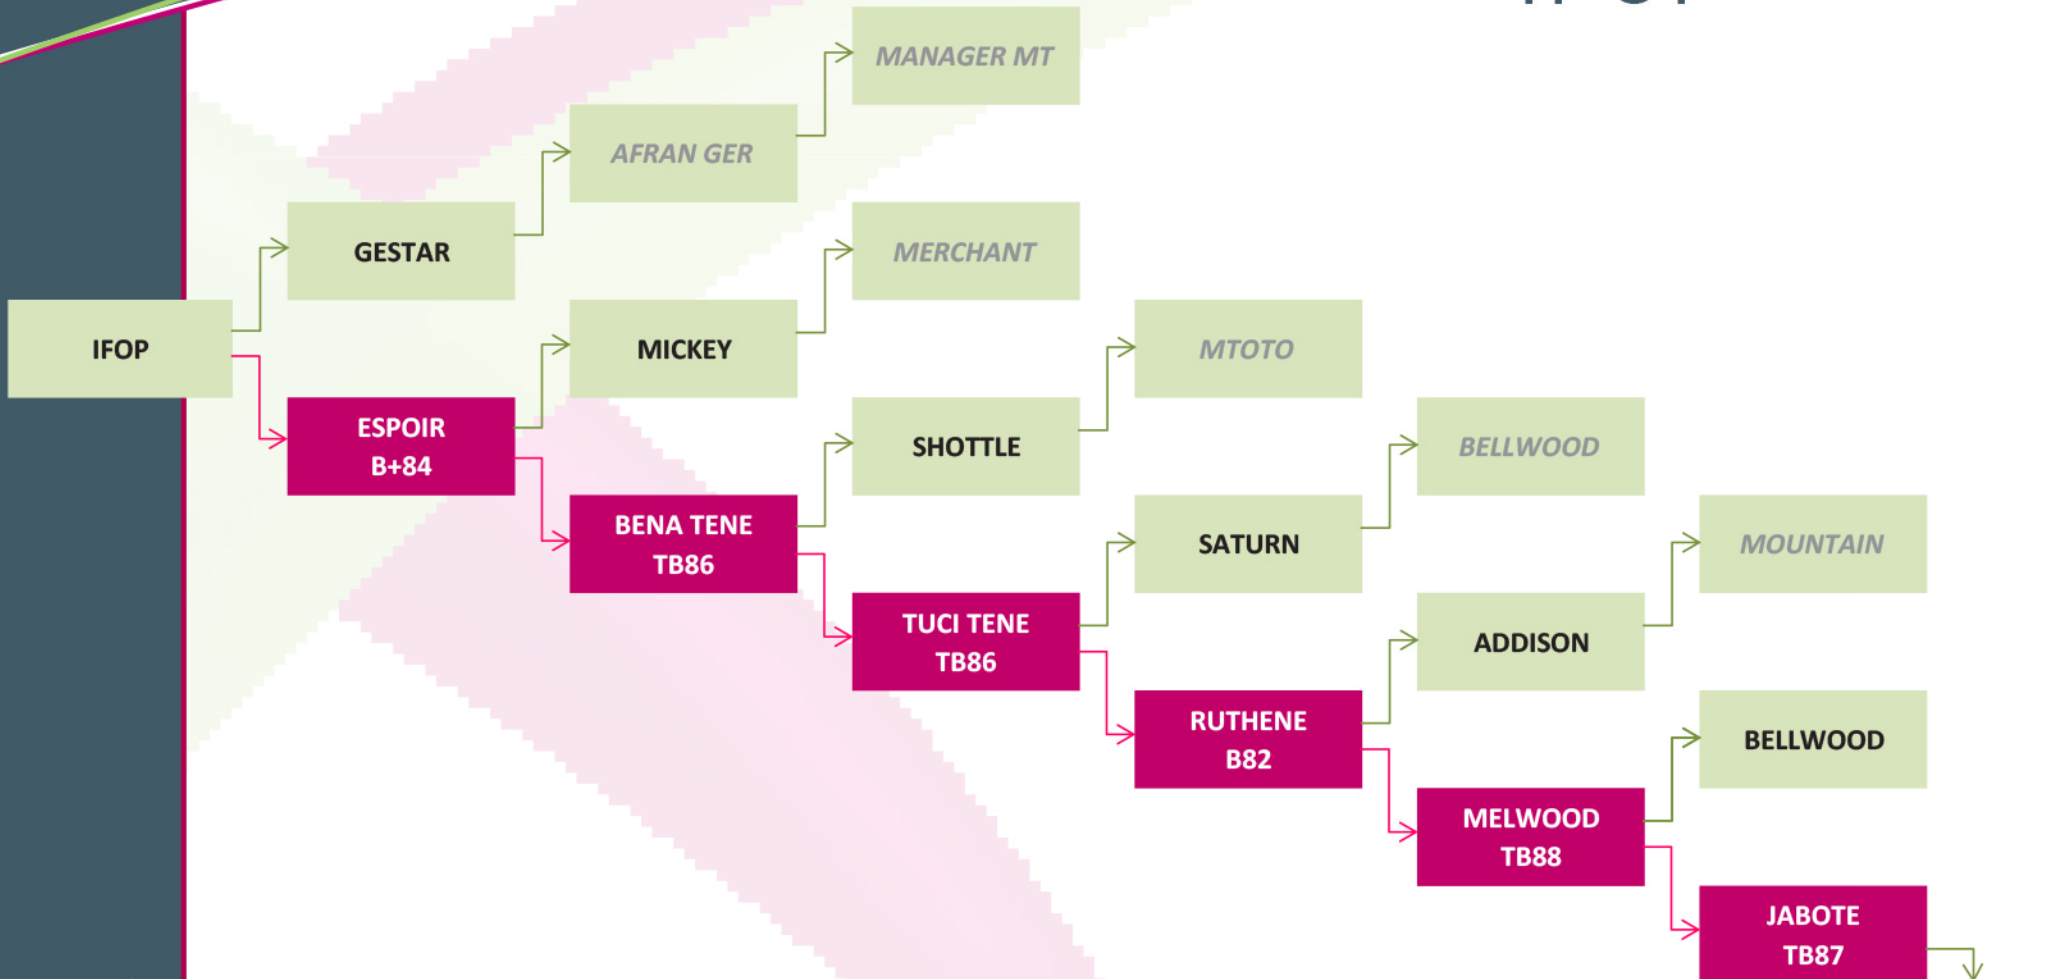 MANAGER MT
AFRAN GER
GESTAR
MERCHANT
IFOP
MICKEY
MTOTO
ESPOIR
B+84
SHOTTLE
BELLWOOD
BENA TENE
TB86
SATURN
MOUNTAIN
TUCI TENE
TB86
ADDISON
RUTHENE
B82
BELLWOOD
MELWOOD
TB88
JABOTE
TB87